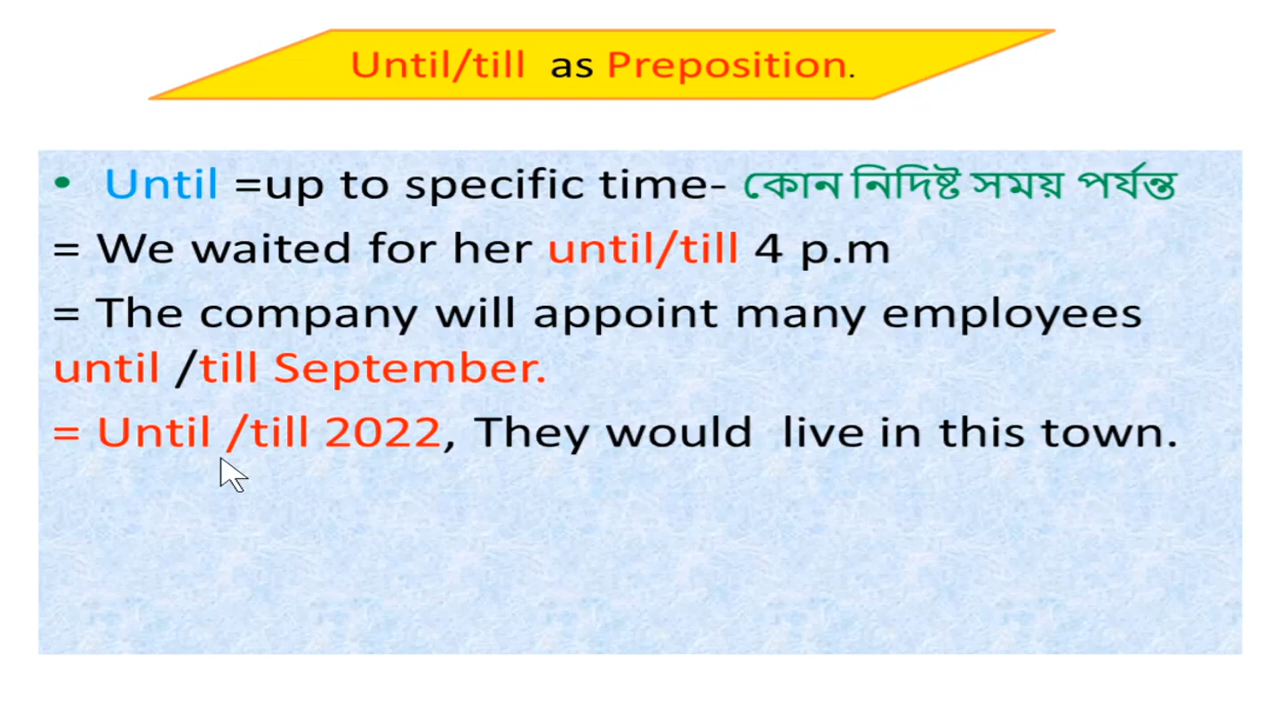 Until/till as Preposition.
• Until =up to specific time- কোন নিদিষ্ট সময় পর্যন্ত
= We waited for her until/till 4 p.m
= The company will appoint many employees
until /till September.
= Until /till 2022, They would live in this town.